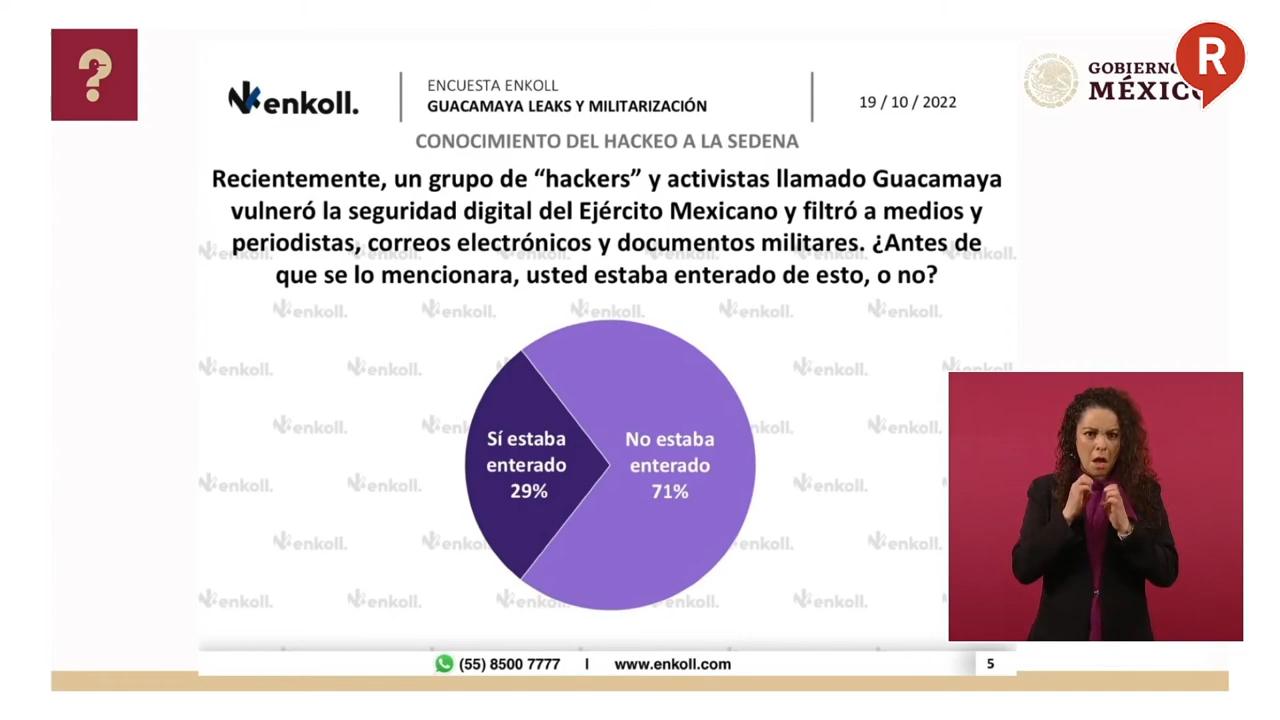 ?
enkoll.
ENCUESTA ENKOLL
GUACAMAYA LEAKS Y MILITARIZACIÓN
19 / 10 / 2022
GOBIERNO
MÉXICO
R
CONOCIMIENTO DEL HACKEO A LA SEDENA
Recientemente, un grupo de “hackers” y activistas llamado Guacamaya
vulneró la seguridad digital del Ejército Mexicano y filtró a medios y
periodistas, correos electrónicos y documentos militares. ¿Antes de
que se lo mencionara, usted estaba enterado de esto, o no?
Sí estaba
enterado
29%
No estaba
enterado
71%
(55) 8500 7777 I www.enkoll.com
5